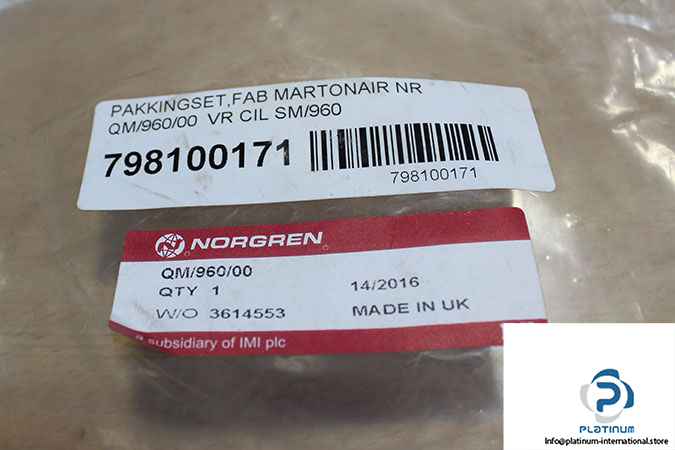 PAKKINGSET,FAB MARTONAIR NR
QM/960/00 VR CIL SM/960
798100171
798100171
NORGREN
QM/960/00
QTY 1
14/2016
W/O 3614553
MADE IN UK
a subsidiary of IMI plc
PLATINUM
Info@platinum-international.store